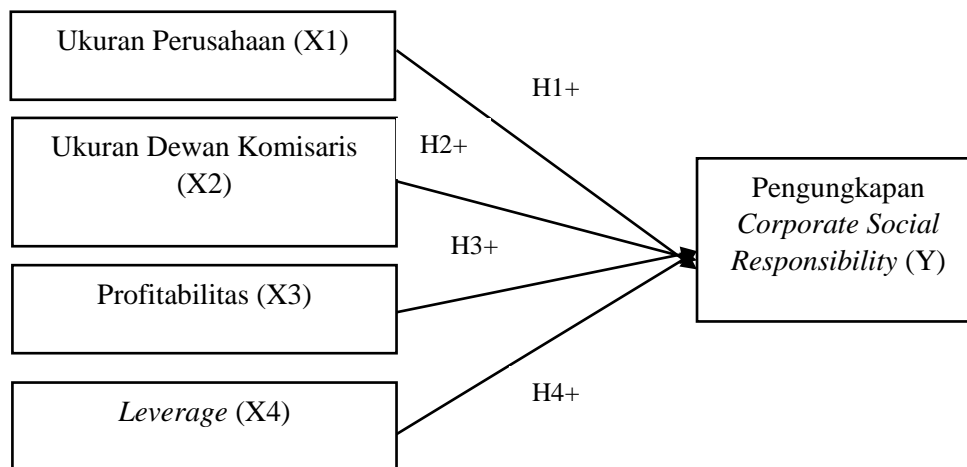 Ukuran Perusahaan (X1)
H1+
Ukuran Dewan Komisaris
(X2)
H2+
Pengungkapan
Corporate Social
Responsibility (Y)
H3+
Profitabilitas (X3)
Leverage (X4)
H4+